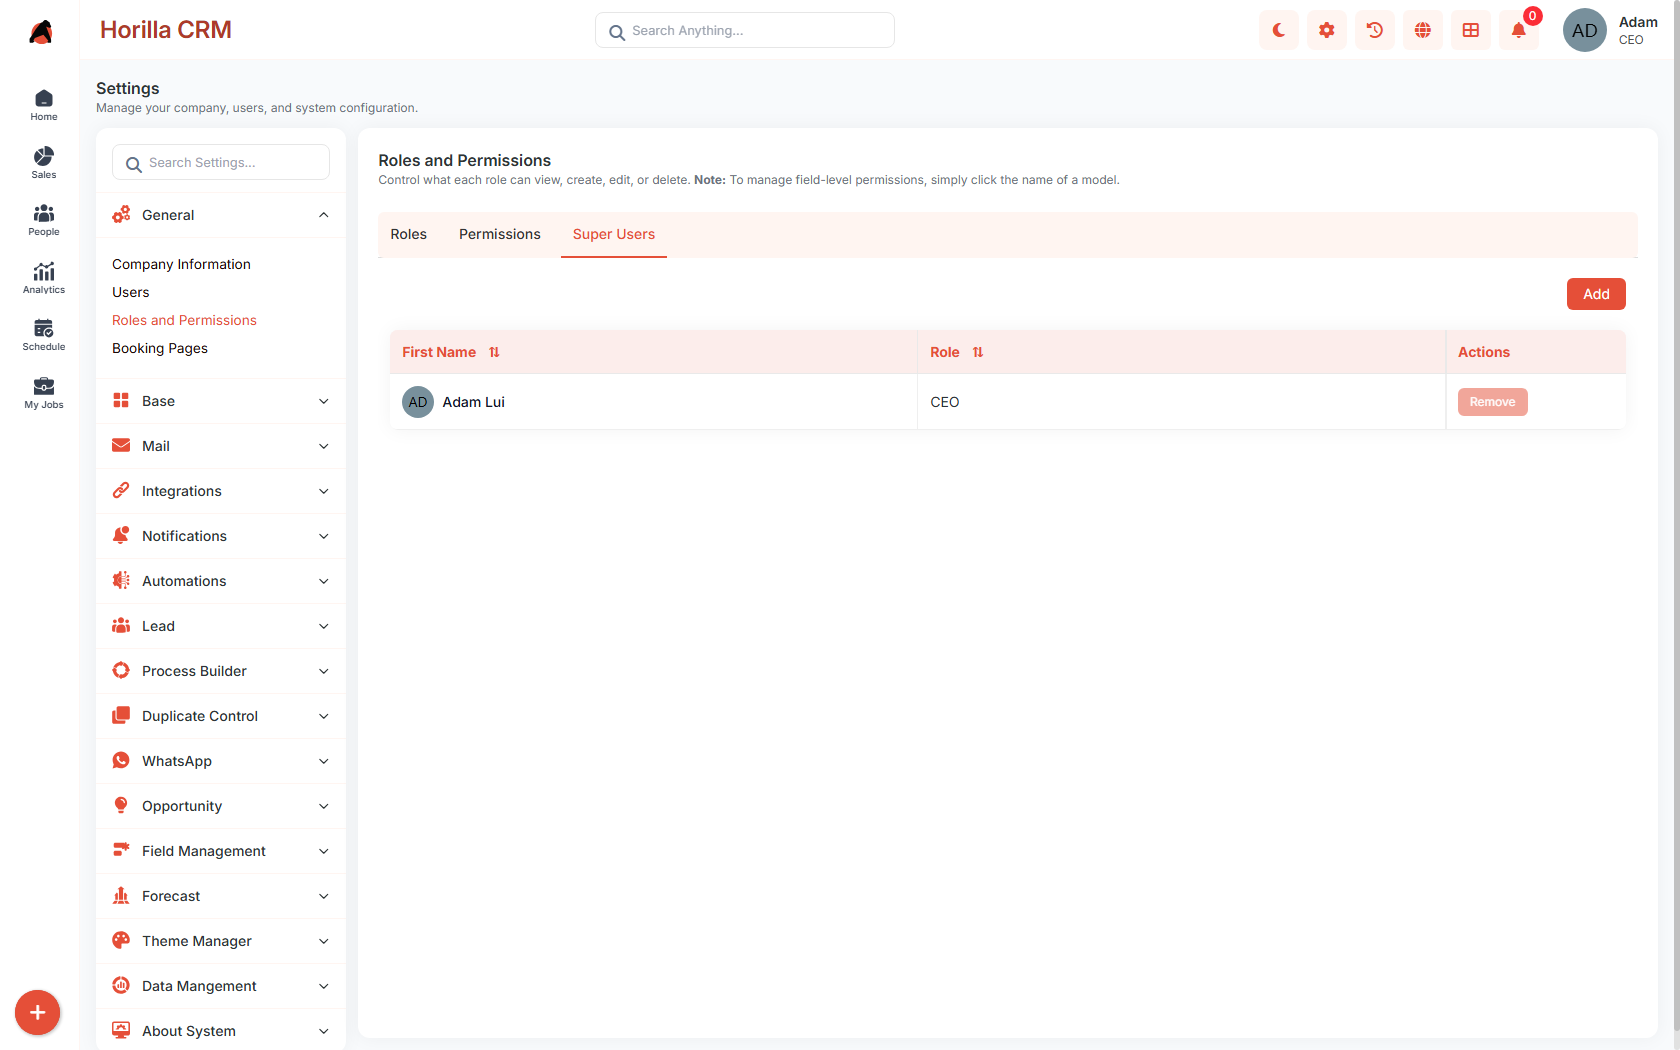 Horilla CRM
Search Anything...
0
AD
Adam
CEO
Home
Sales
People
Analytics
Schedule
My Jobs
Settings
Manage your company, users, and system configuration.
Search Settings...
General
Company Information
Users
Roles and Permissions
Booking Pages
Base
Mail
Integrations
Notifications
Automations
Lead
Process Builder
Duplicate Control
WhatsApp
Opportunity
Field Management
Forecast
Theme Manager
Data Mangement
About System
Roles and Permissions
Control what each role can view, create, edit, or delete. Note: To manage field-level permissions, simply click the name of a model.
Roles Permissions Super Users
Add
First Name Role Actions
AD Adam Lui CEO Remove